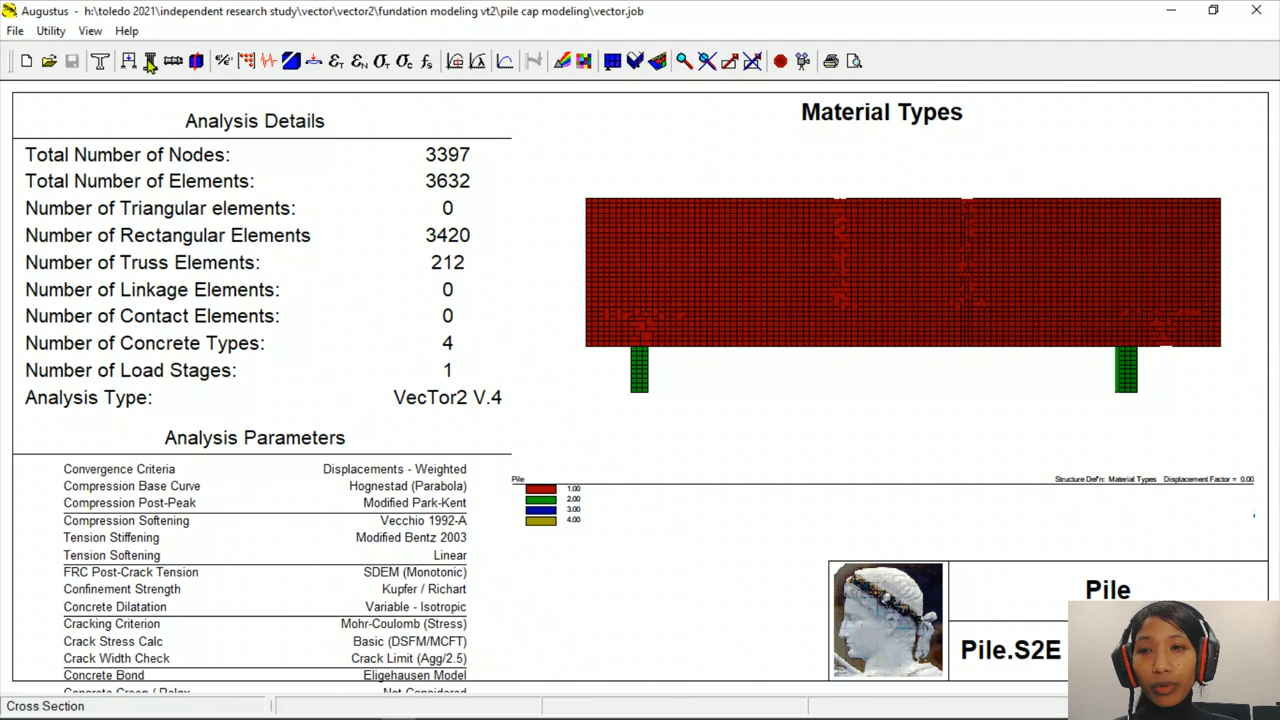 Augustus - h:\toledo 2021\independent research study\vector\vector2\fundation modeling vt2\pile cap modeling\vector.job
File Utility View Help
Material Types
Analysis Details
Total Number of Nodes: 3397
Total Number of Elements: 3632
Number of Triangular elements: 0
Number of Rectangular Elements 3420
Number of Truss Elements: 212
Number of Linkage Elements: 0
Number of Contact Elements: 0
Number of Concrete Types: 4
Number of Load Stages: 1
Analysis Type: VecTor2 V.4
Analysis Parameters
Convergence Criteria Displacements - Weighted
Compression Base Curve Hognestad (Parabola)
Compression Post-Peak Modified Park-Kent
Compression Softening Vecchio 1992-A
Tension Stiffening Modified Bentz 2003
Tension Softening Linear
FRC Post-Crack Tension SDEM (Monotonic)
Confinement Strength Kupfer / Richart
Concrete Dilatation Variable - Isotropic
Cracking Criterion Mohr-Coulomb (Stress)
Crack Stress Calc Basic (DSFM/MCFT)
Crack Width Check Crack Limit (Agg/2.5)
Concrete Bond Eligehausen Model
Concrete Creep / Relax Not Considered
Pile Structure Def'n: Material Types Displacement Factor = 0.00
1.00
2.00
3.00
4.00
Pile
Pile.S2E
Cross Section